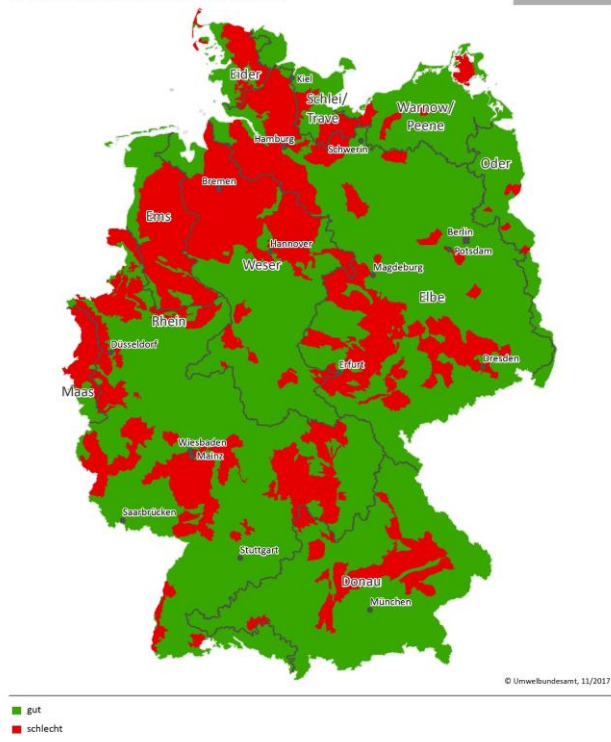 Eider
Kiel
Schlei/
Trave
Warnow/
Peene
Hamburg
Schwerin
Oder
Bremen
Ems
Berlin
Hannover
Potsdam
Weser
Magdeburg
Elbe
Rhein
Düsseldorf
Erfurt
Dresden
Maas
Wiesbaden
Mainz
Saarbrücken
Stuttgart
Donau
München
© Umwelbundesamt, 11/2017
gut
schlecht